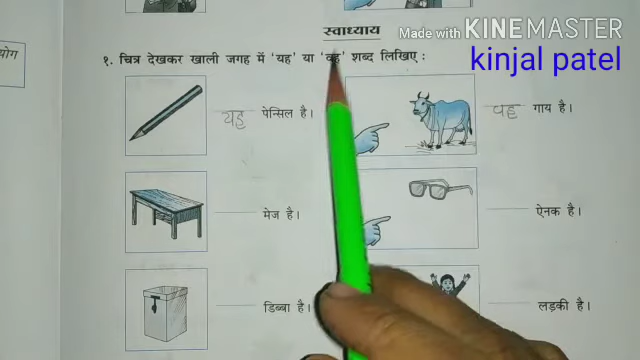 योग
स्वाध्याय
Made with KINEMASTER
kinjal patel
१. चित्र देखकर खाली जगह में 'यह' या 'वह' शब्द लिखिए :
यह पेन्सिल है।
वह गाय है।
मेज है।
ऐनक है।
डिब्बा है।
लड़की है।